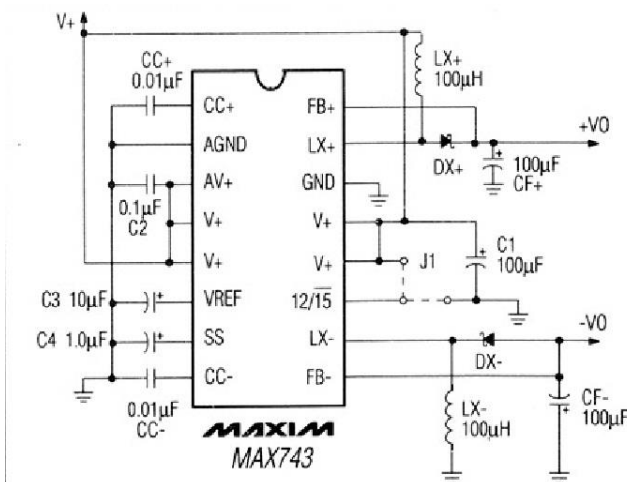 V+
CC+
0.01µF
LX+
100µH
CC+
FB+
AGND
LX+
+VO
DX+
100µF
CF+
AV+
GND
0.1µF
C2
V+
V+
V+
V+
J1
C1
100µF
C3 10µF
VREF
12/15
C4 1.0µF
SS
LX-
-VO
DX-
CC-
FB-
0.01µF
CC-
LX-
100µH
CF-
100µF
MAXIM
MAX743